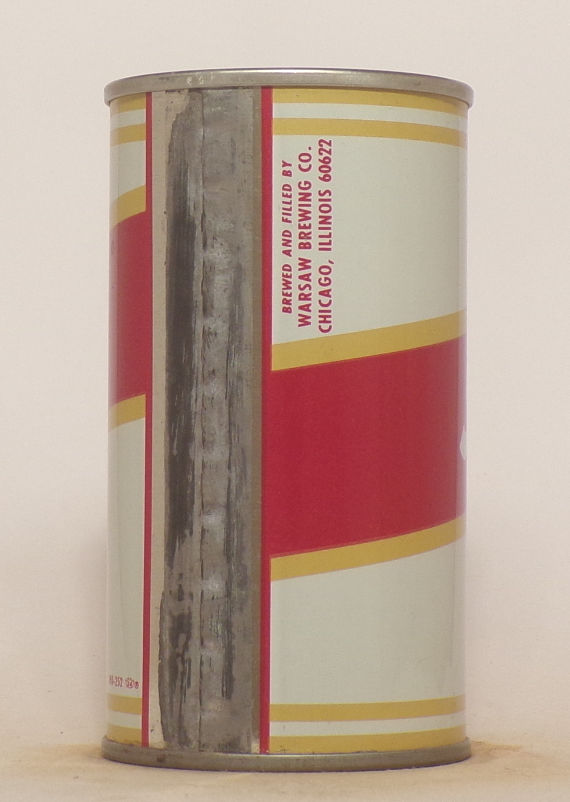 BREWED AND FILLED BY
WARSAW BREWING CO.
CHICAGO, ILLINOIS 60622